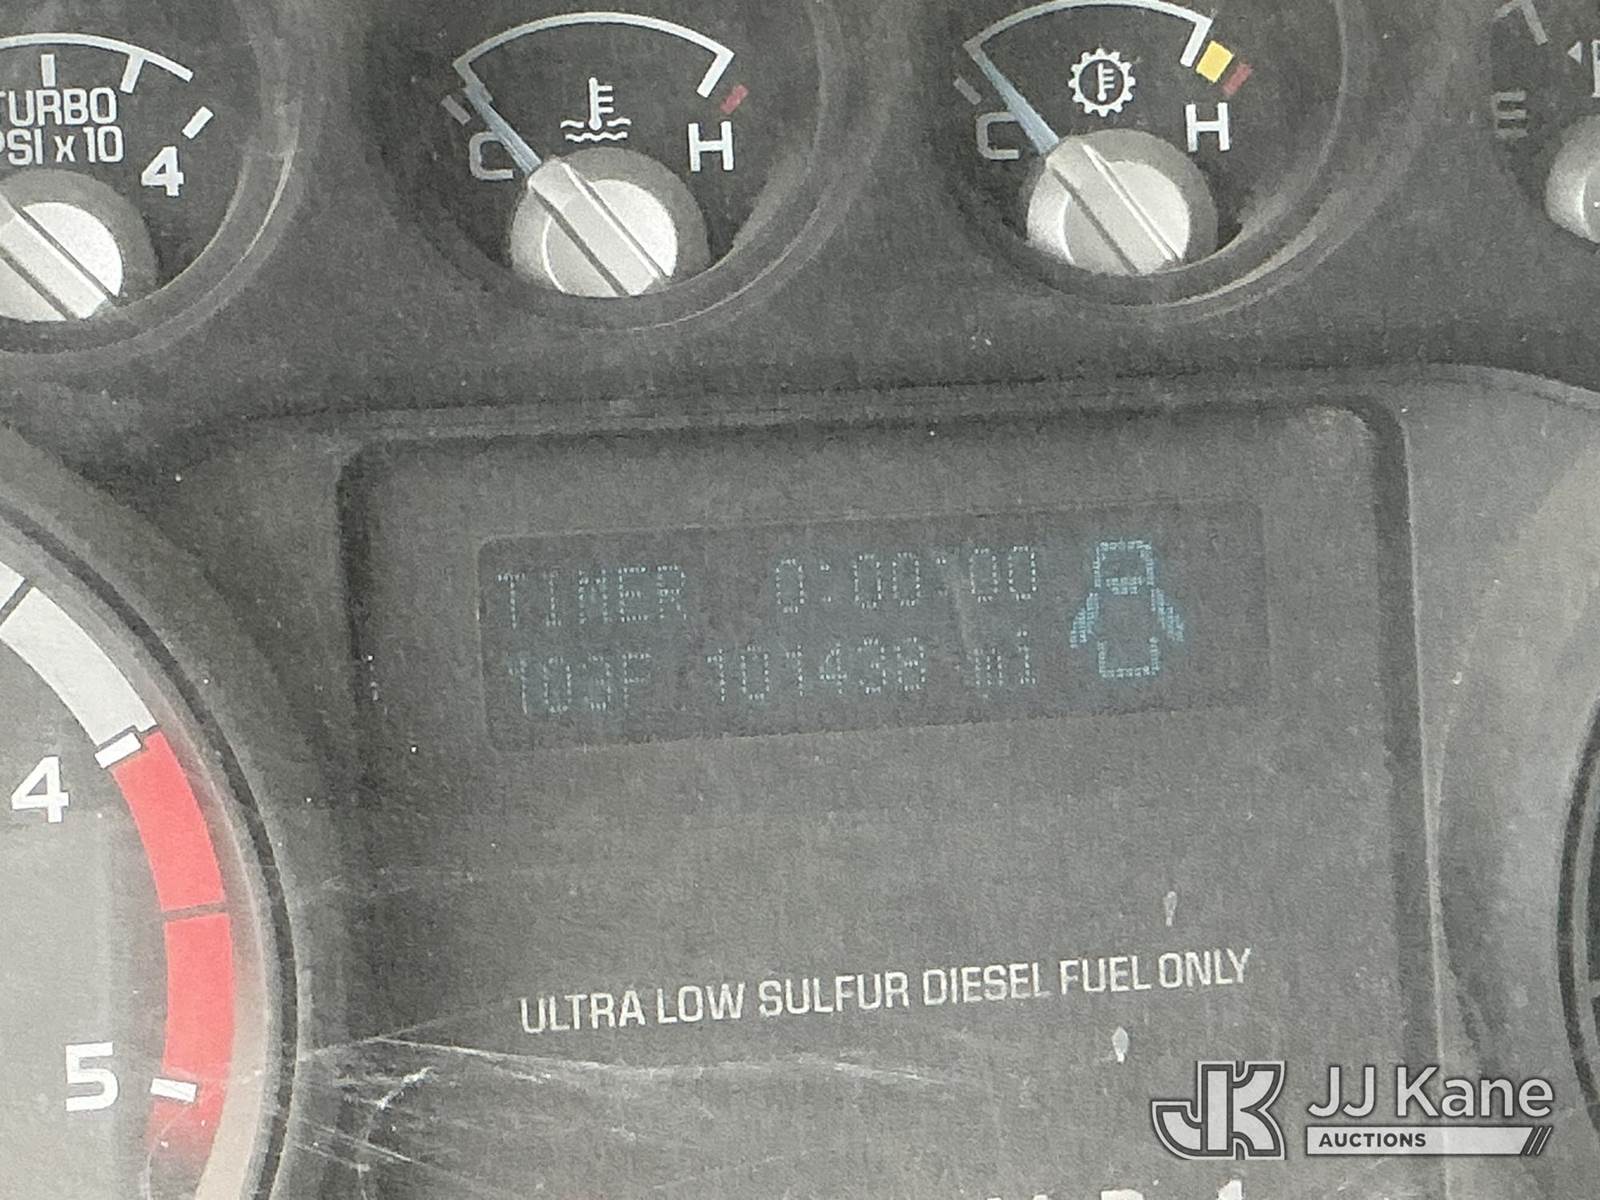 TURBO
PSI x 10
4
C
H
C
H
E
TIMER 0:00:00
103F 101438 mi
4
5
ULTRA LOW SULFUR DIESEL FUEL ONLY
JK
JJ Kane
AUCTIONS